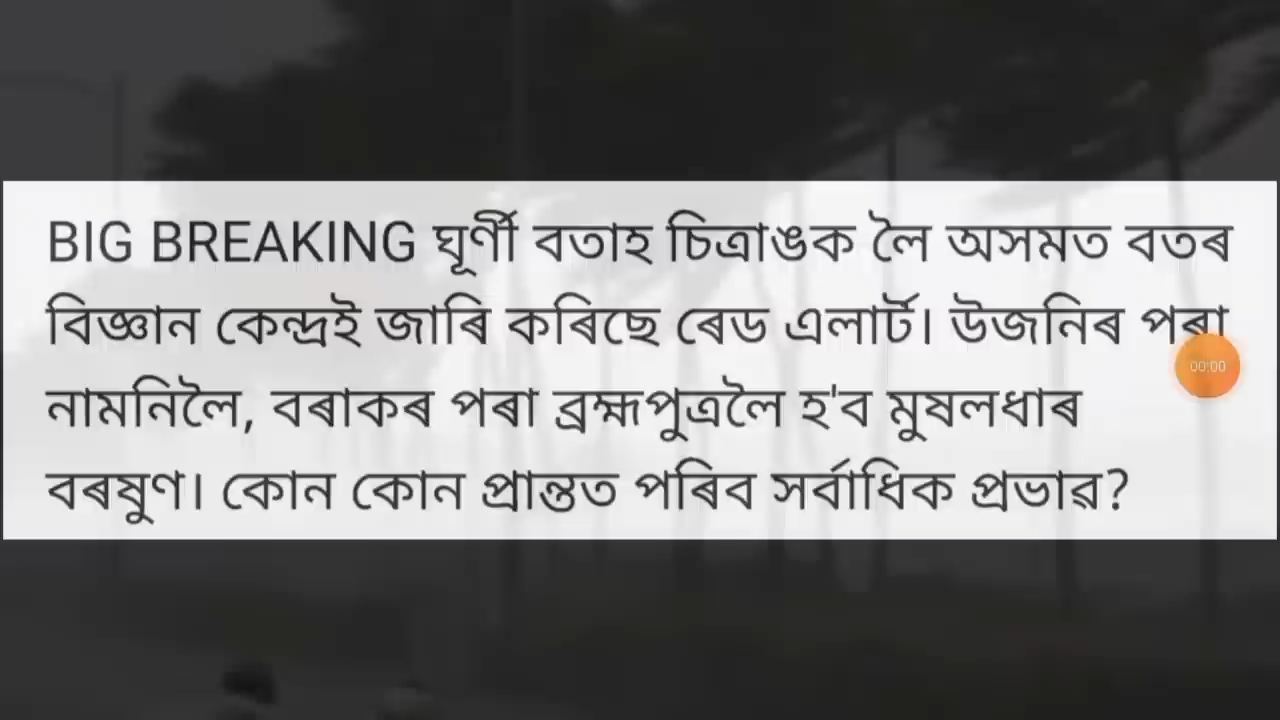 BIG BREAKING ঘূৰ্ণী বতাহ চিত্ৰাঙক লৈ অসমত বতৰ
বিজ্ঞান কেন্দ্ৰই জাৰি কৰিছে ৰেড এলাৰ্ট। উজনিৰ পৰা
নামনিলৈ, বৰাকৰ পৰা ব্ৰহ্মপুত্ৰলৈ হ'ব মুষলধাৰ
বৰষুণ। কোন কোন প্ৰান্তত পৰিব সৰ্বাধিক প্ৰভাৱ?
00:00